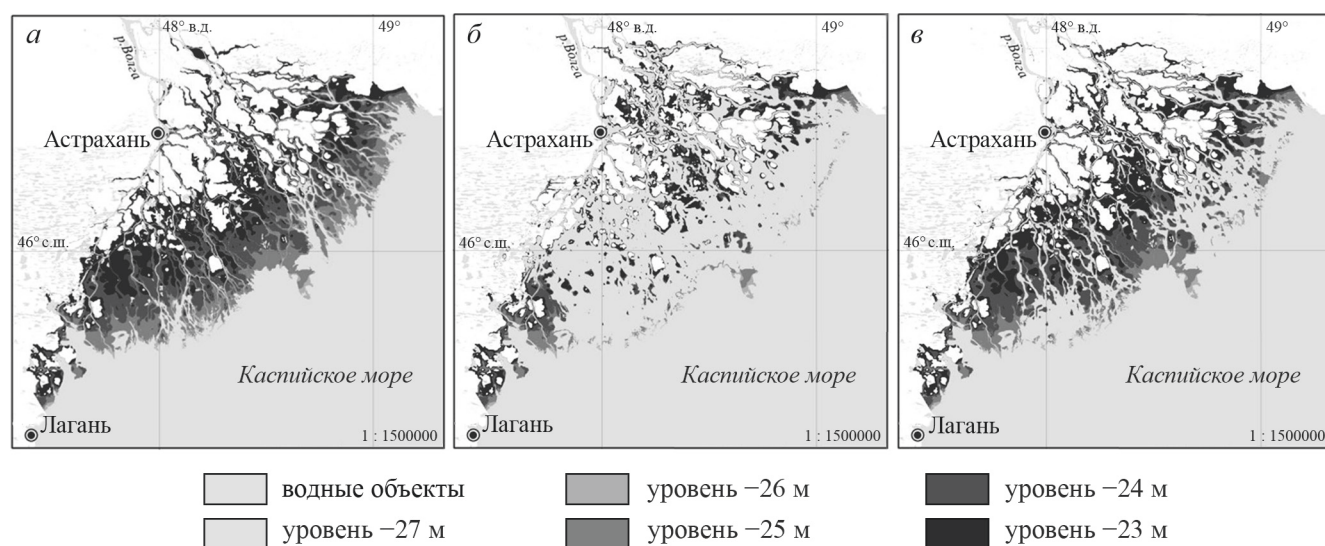 а
48° в.д.
49°
р.Волга
Астрахань
46° с.ш.
Каспийское море
Лагань
1 : 1500000
б
48° в.д.
49°
р.Волга
Астрахань
46° с.ш.
Каспийское море
Лагань
1 : 1500000
в
48° в.д.
49°
р.Волга
Астрахань
46° с.ш.
Каспийское море
Лагань
1 : 1500000
водные объекты
уровень −26 м
уровень −24 м
уровень −27 м
уровень −25 м
уровень −23 м